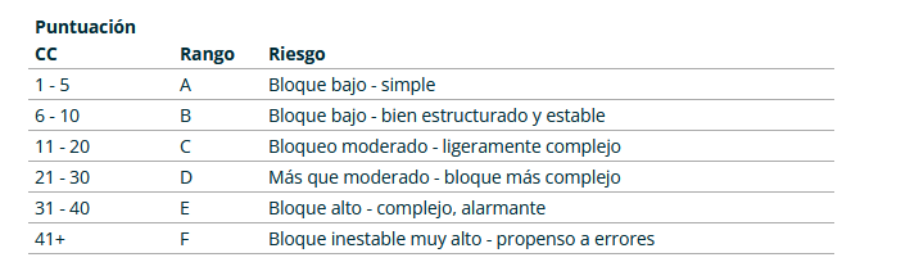 Puntuación
CC Rango Riesgo
1 - 5 A Bloque bajo - simple
6 - 10 B Bloque bajo - bien estructurado y estable
11 - 20 C Bloqueo moderado - ligeramente complejo
21 - 30 D Más que moderado - bloque más complejo
31 - 40 E Bloque alto - complejo, alarmante
41+ F Bloque inestable muy alto - propenso a errores